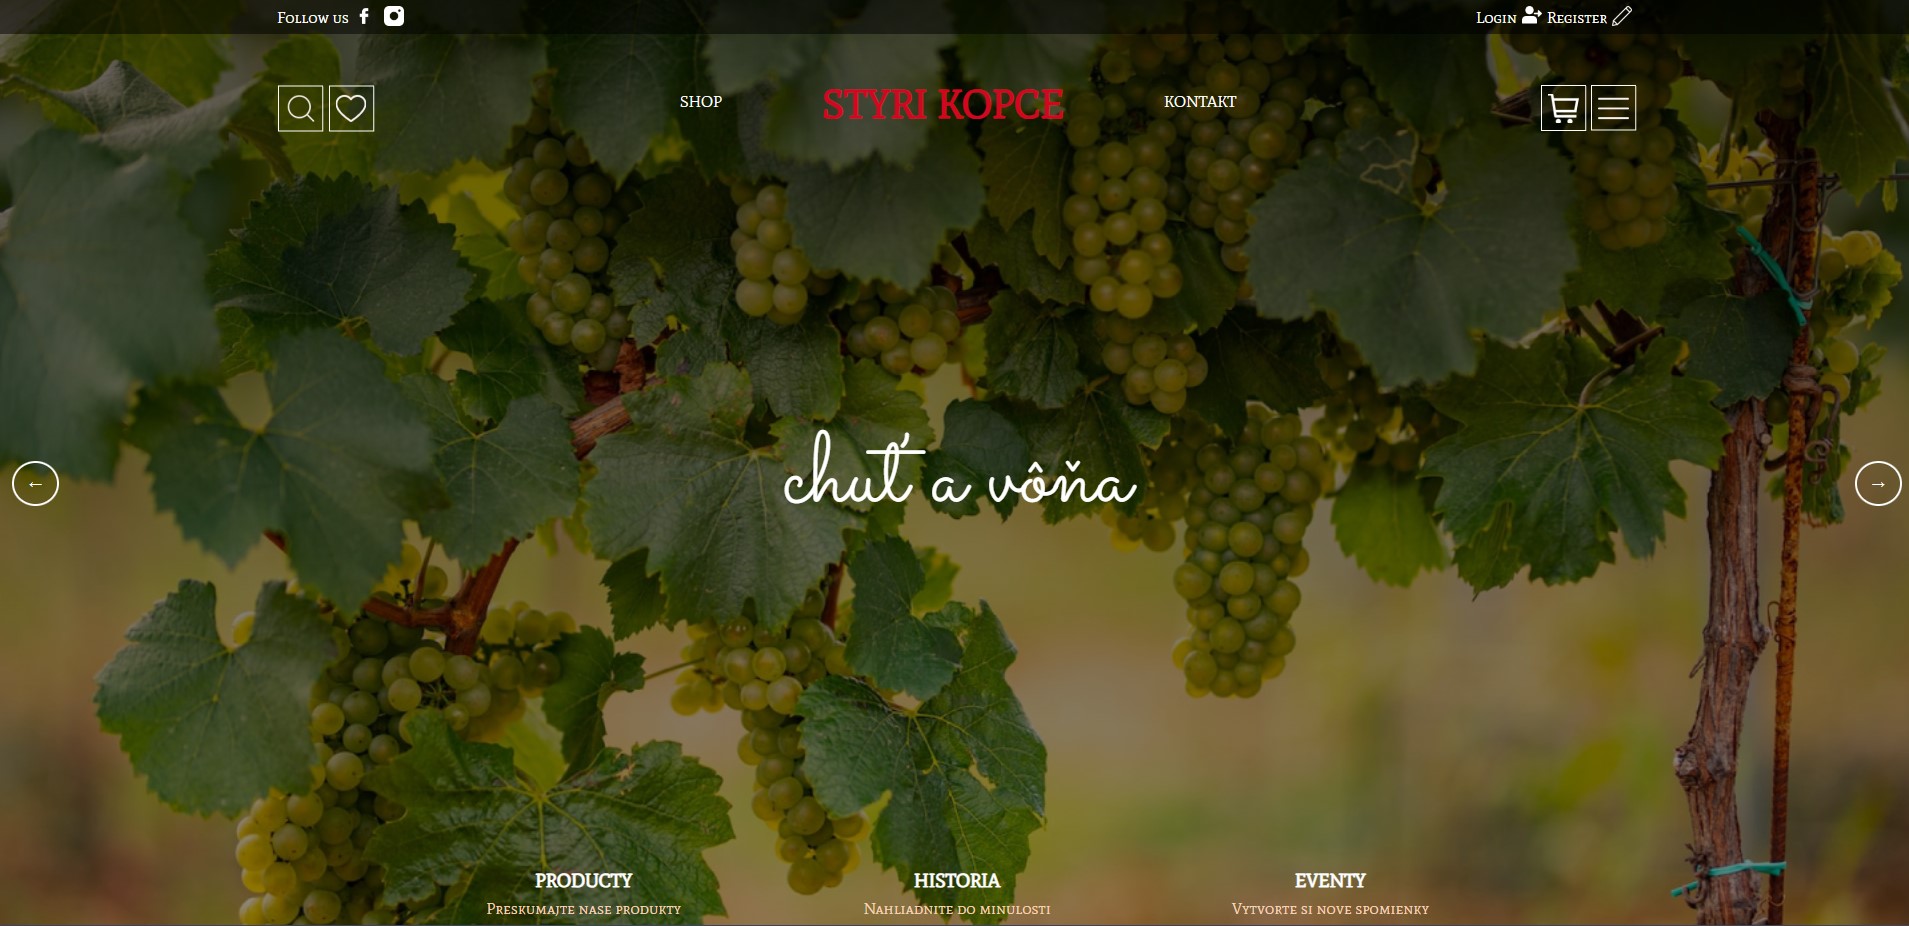 Follow us
Login Register
SHOP STYRI KOPCE KONTAKT
chuť a vôňa
← →
PRODUCTY HISTORIA EVENTY
Preskumajte nase produkty Nahliadnite do minulosti Vytvorte si nove spomienky